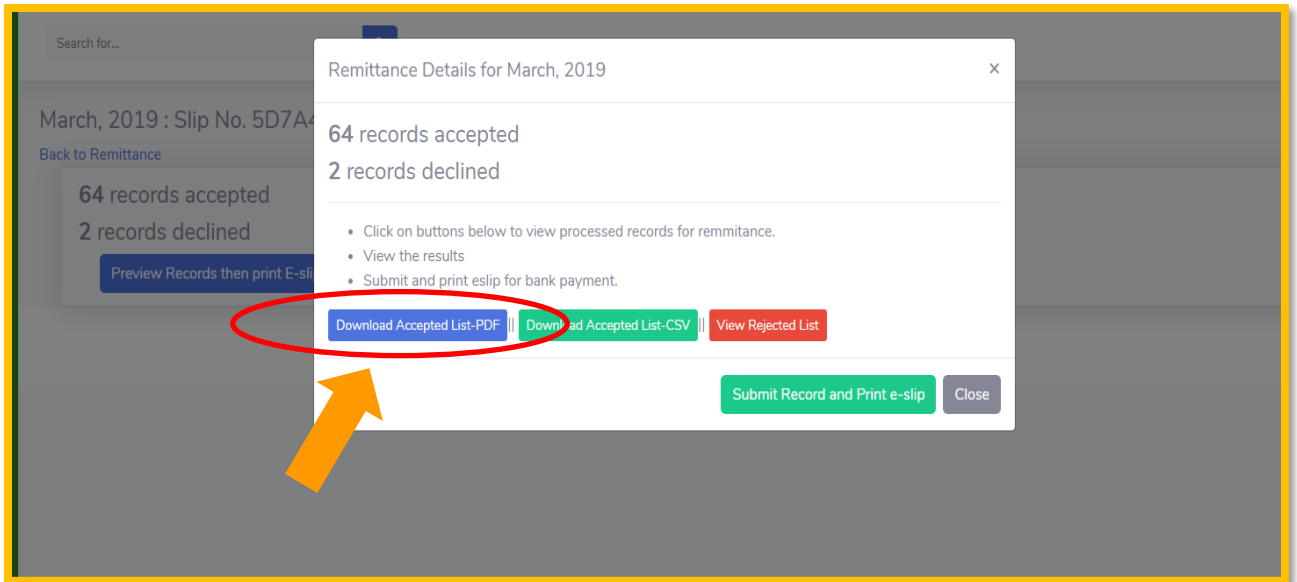 Search for...
Remittance Details for March, 2019
×
March, 2019 : Slip No. 5D7A4
Back to Remittance
64 records accepted
2 records declined
Preview Records then print E-sli
64 records accepted
2 records declined
Click on buttons below to view processed records for remmitance.
View the results
Submit and print eslip for bank payment.
Download Accepted List-PDF || Download Accepted List-CSV || View Rejected List
Submit Record and Print e-slip Close